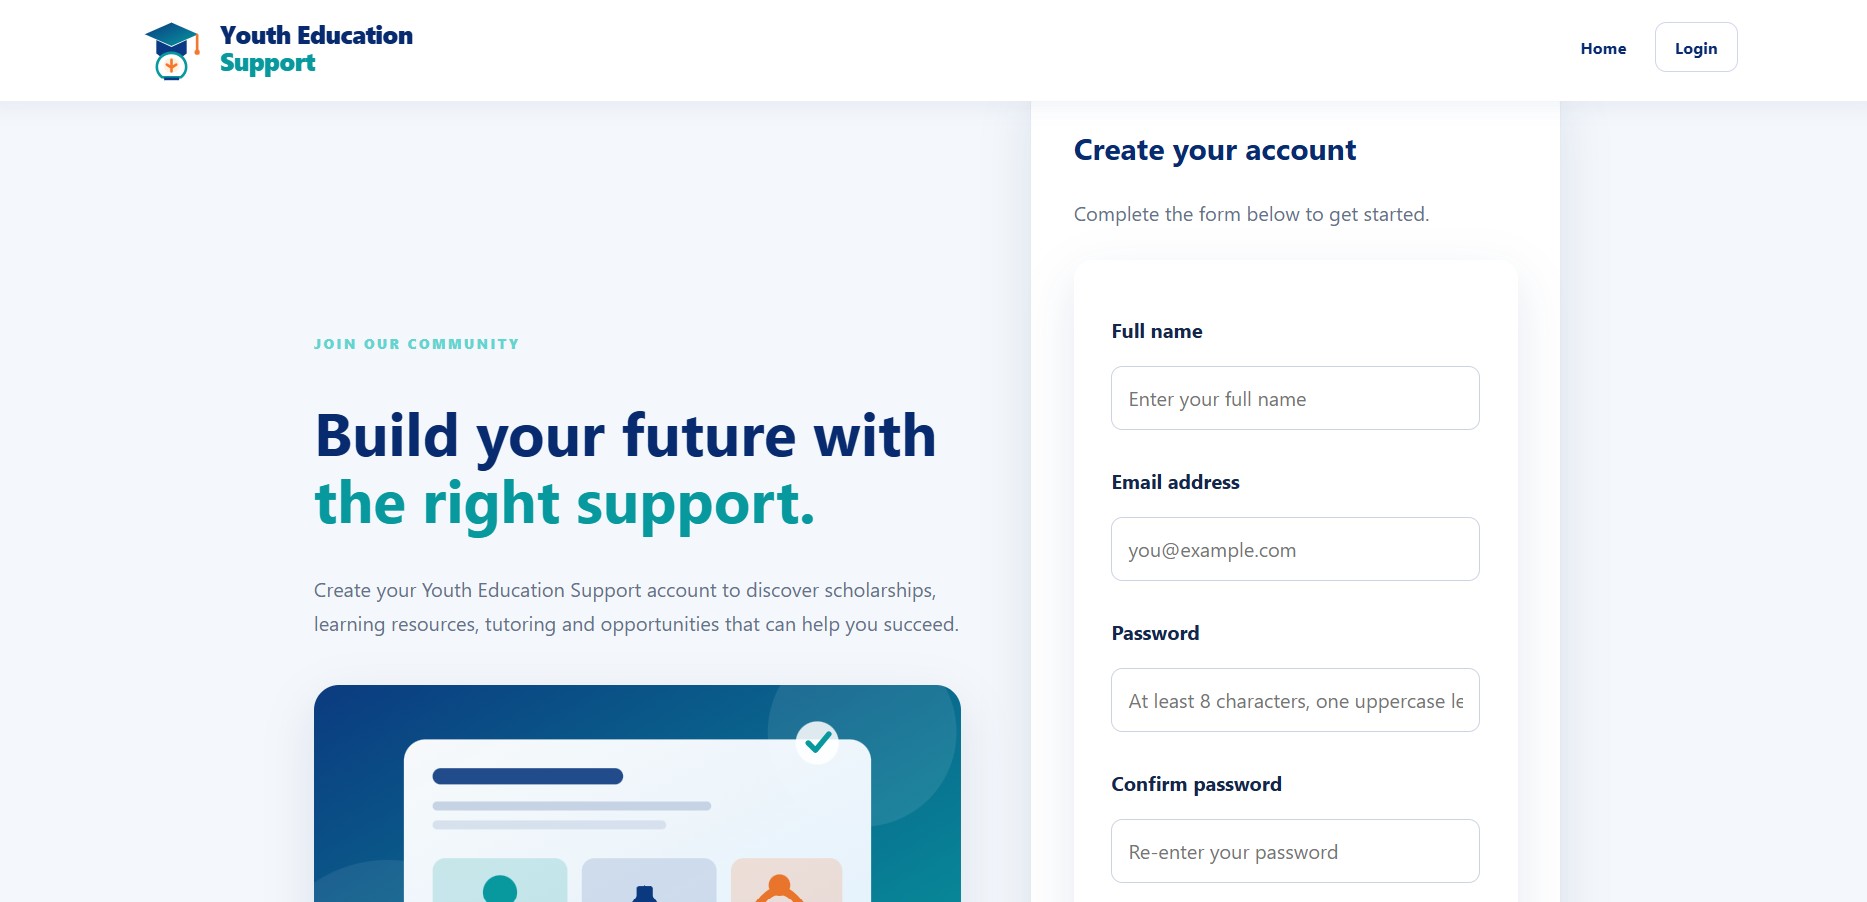 Youth Education
Support
Home
Login
JOIN OUR COMMUNITY
Build your future with
the right support.
Create your Youth Education Support account to discover scholarships,
learning resources, tutoring and opportunities that can help you succeed.
Create your account
Complete the form below to get started.
Full name
Enter your full name
Email address
you@example.com
Password
At least 8 characters, one uppercase le
Confirm password
Re-enter your password